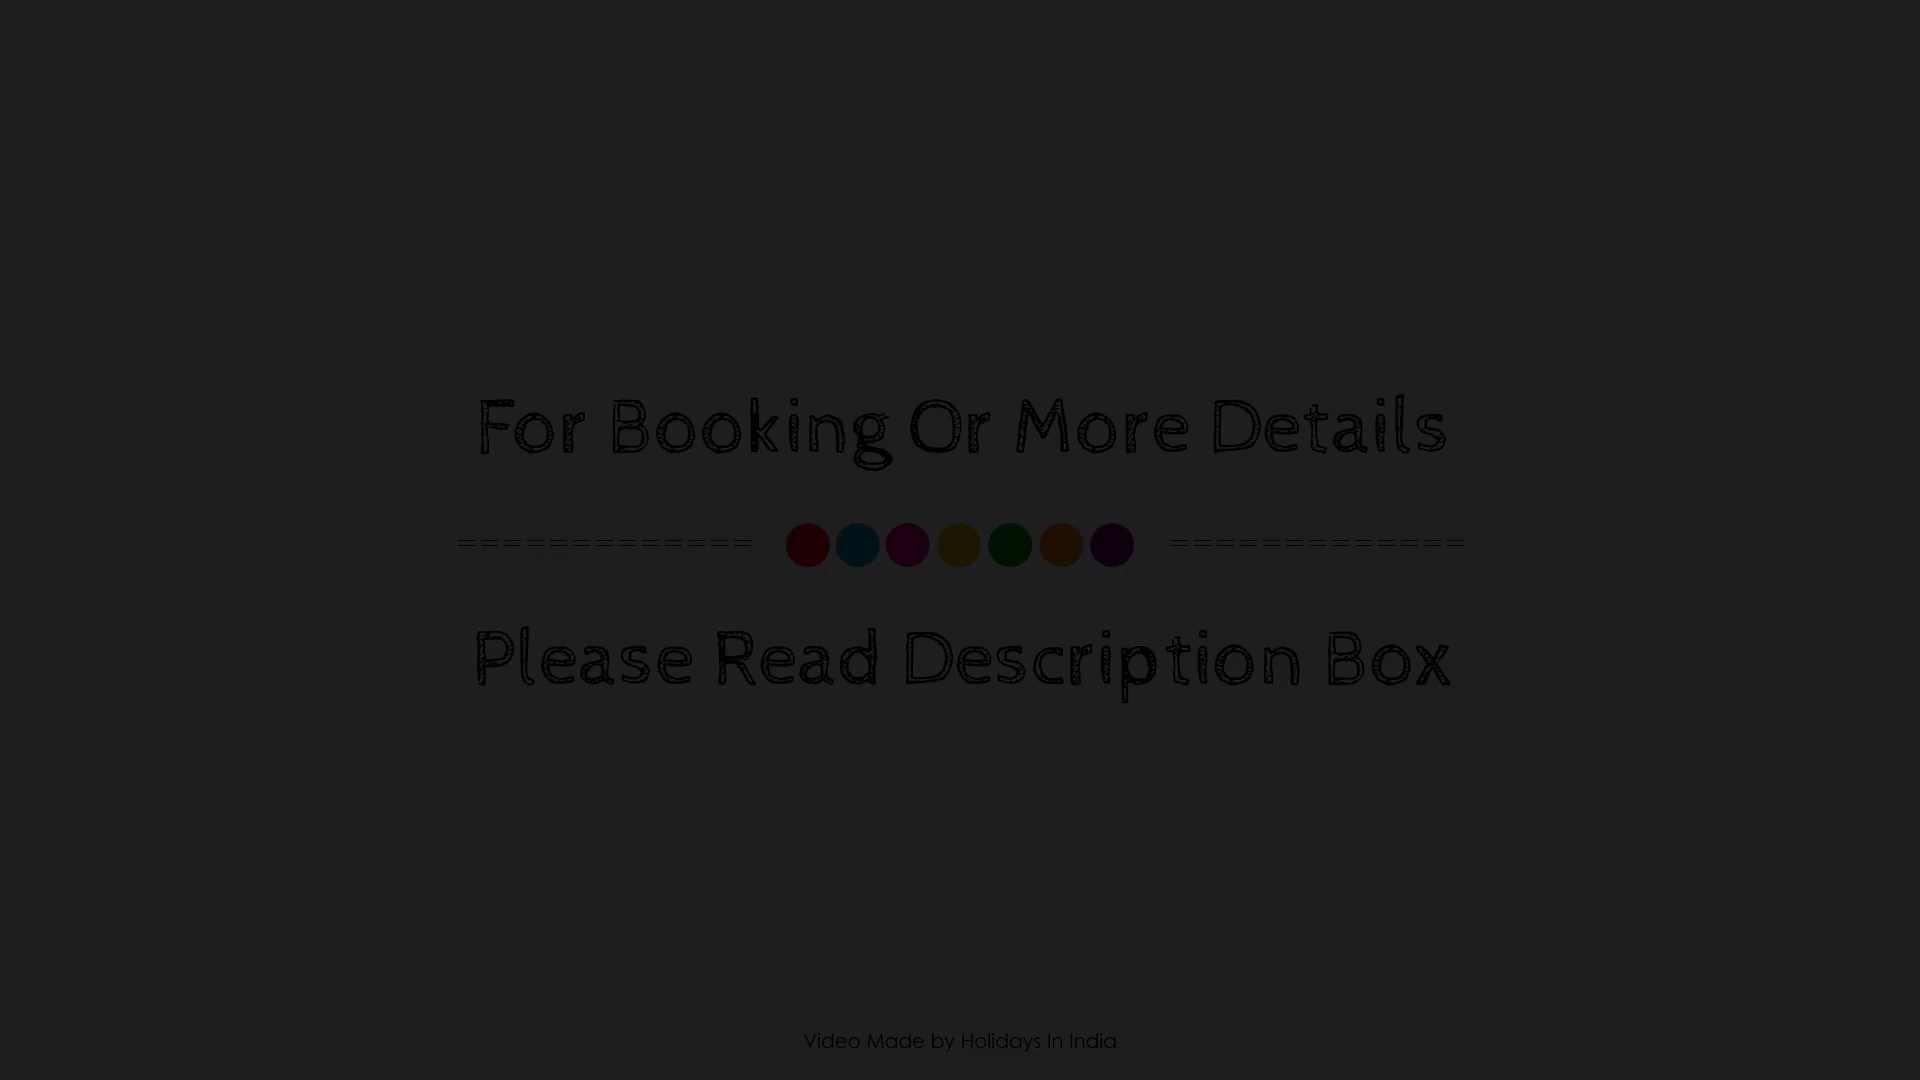 For Booking Or More Details
============= =============
Please Read Description Box
Video Made by Holidays In India